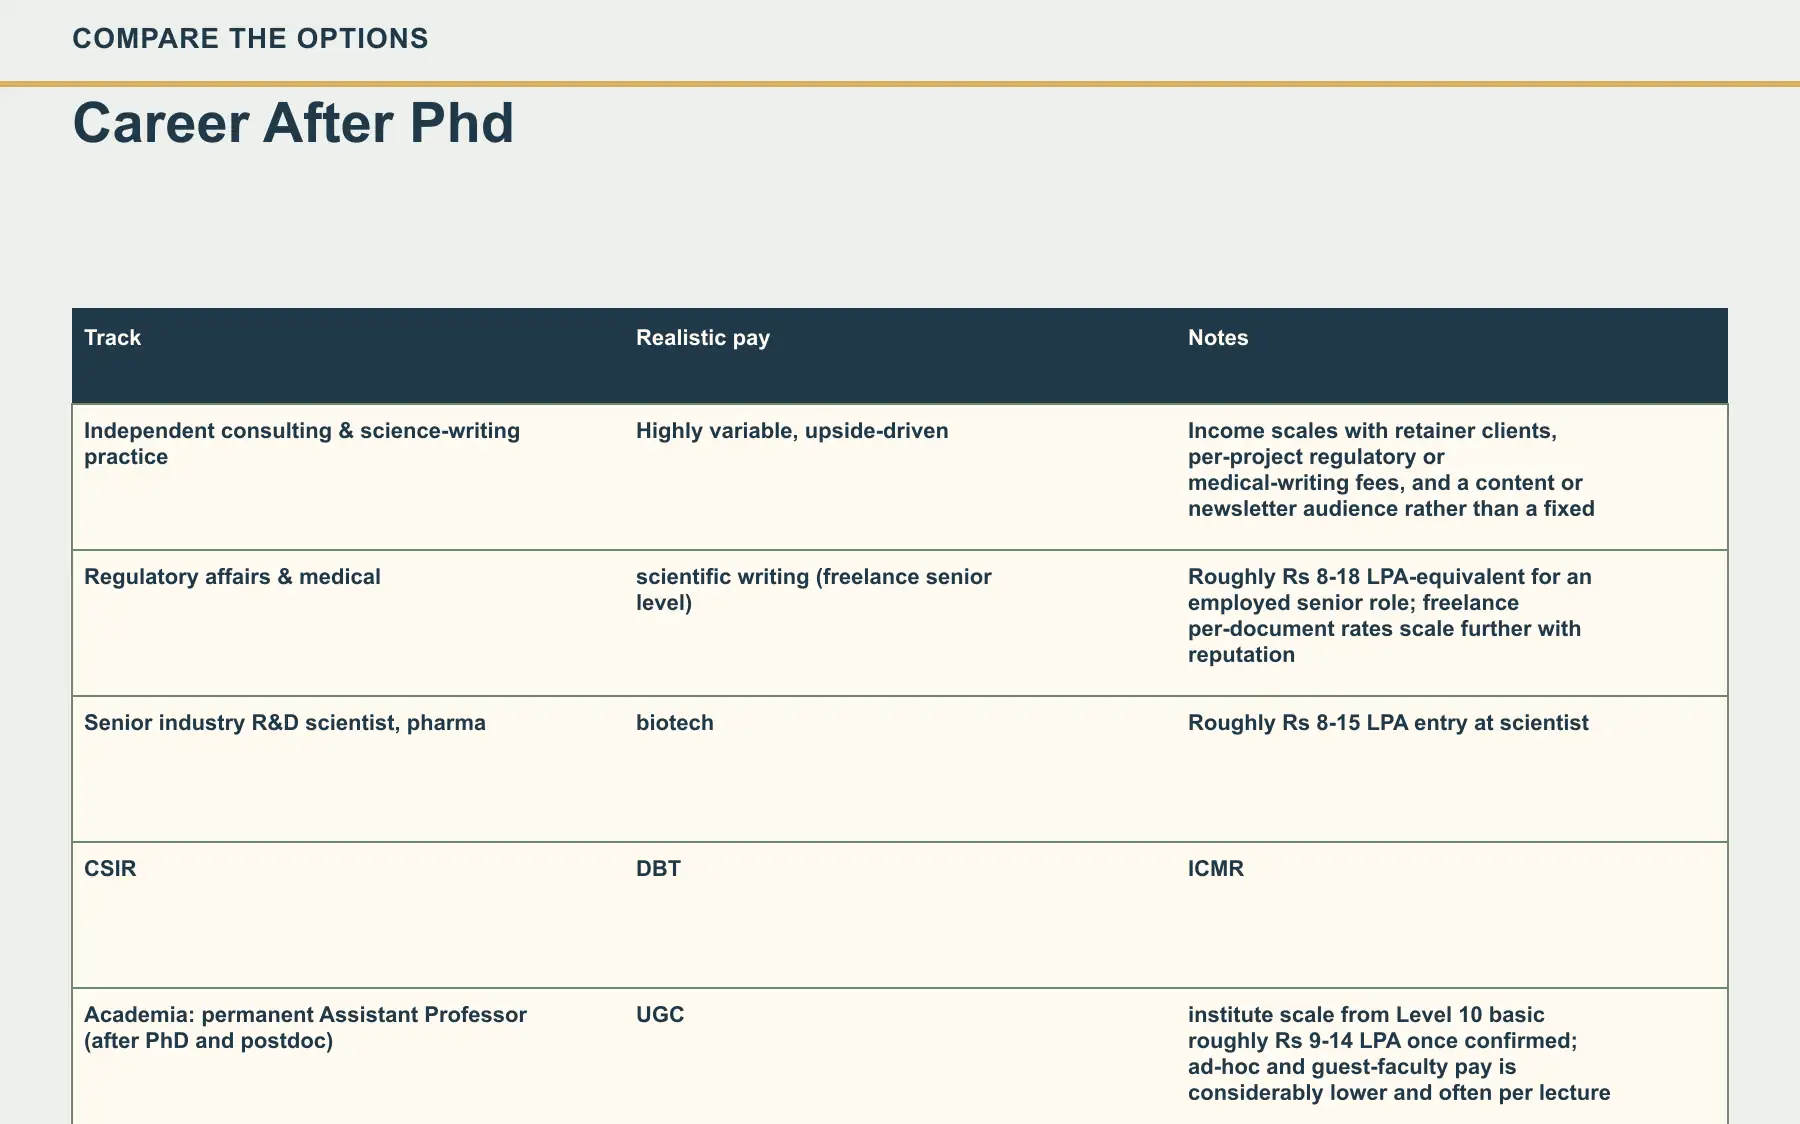 COMPARE THE OPTIONS
Career After Phd
Track
Realistic pay
Notes
Independent consulting & science-writing
practice
Highly variable, upside-driven
Income scales with retainer clients,
per-project regulatory or
medical-writing fees, and a content or
newsletter audience rather than a fixed
Regulatory affairs & medical
scientific writing (freelance senior
level)
Roughly Rs 8-18 LPA-equivalent for an
employed senior role; freelance
per-document rates scale further with
reputation
Senior industry R&D scientist, pharma
biotech
Roughly Rs 8-15 LPA entry at scientist
CSIR
DBT
ICMR
Academia: permanent Assistant Professor
(after PhD and postdoc)
UGC
institute scale from Level 10 basic
roughly Rs 9-14 LPA once confirmed;
ad-hoc and guest-faculty pay is
considerably lower and often per lecture